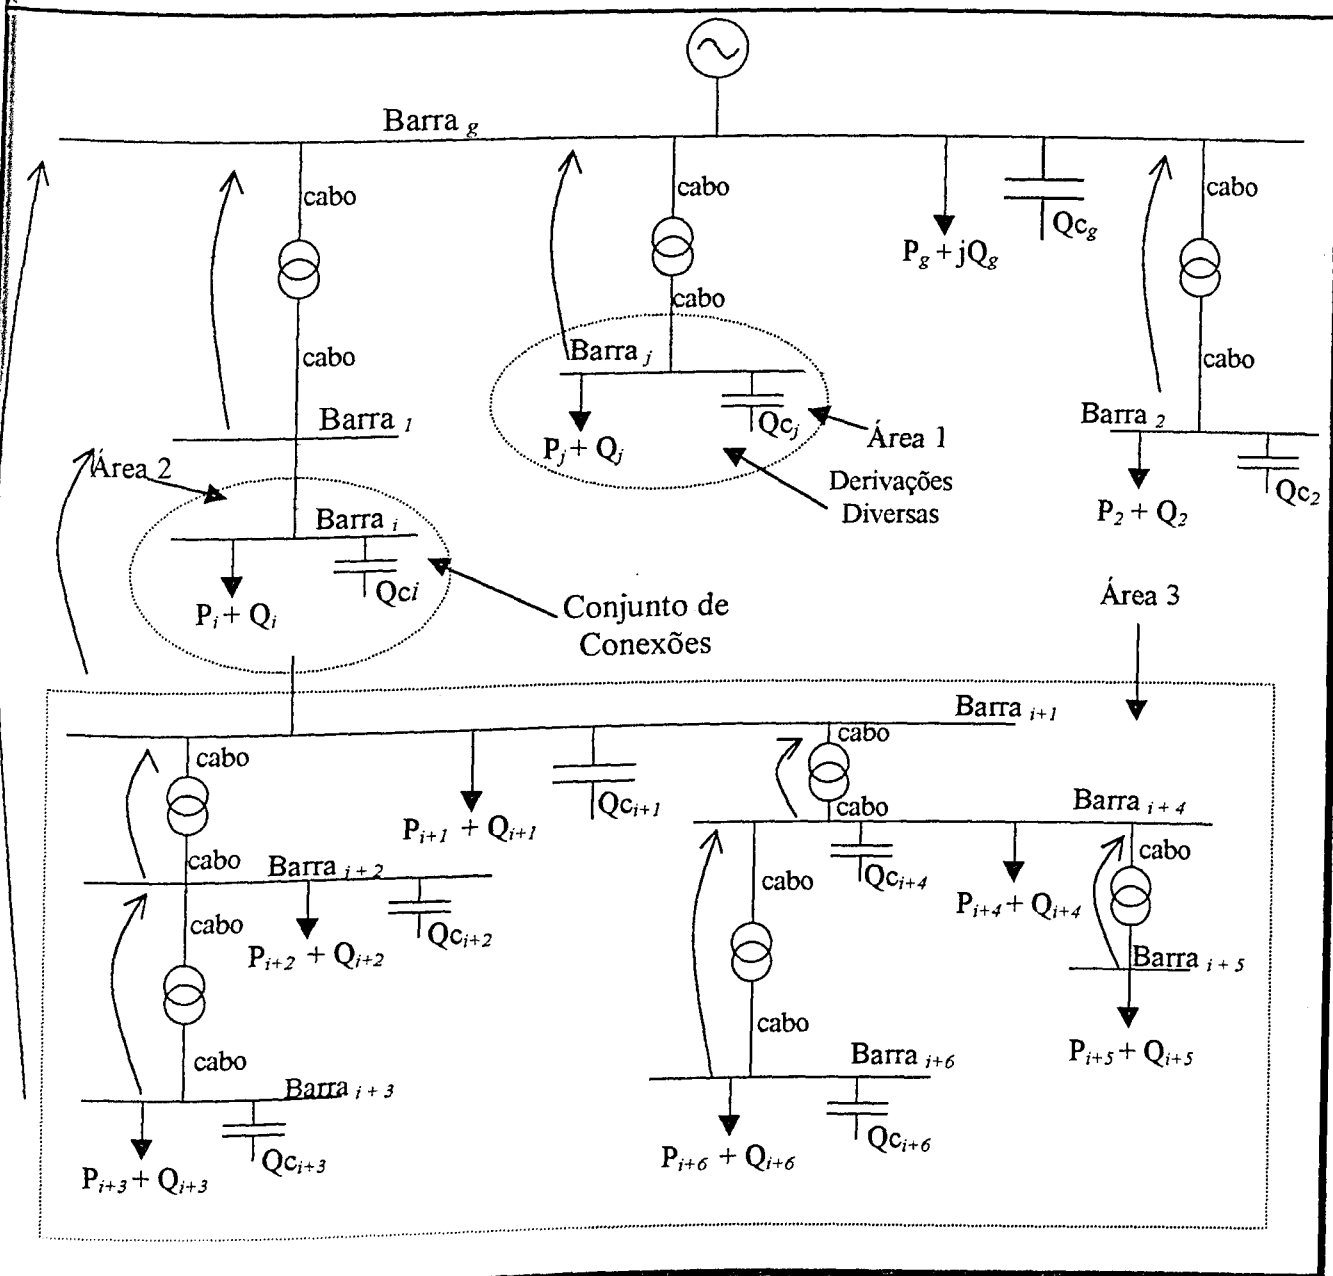 Barra g
cabo
cabo
cabo
Qcg
Pg + jQg
cabo
cabo
cabo
Barra j
Barra 1
Barra 2
Qcj
Área 1
Pj + Qj
Área 2
Derivações
Diversas
Qc2
P2 + Q2
Barra i
Qci
Pi + Qi
Conjunto de
Conexões
Área 3
Barra i+1
cabo
cabo
Qci+1
cabo
Barra i + 4
Pi+1 + Qi+1
cabo
Barra i + 2
cabo
cabo
Qci+4
Pi+4 + Qi+4
cabo
Qci+2
Pi+2 + Qi+2
Barra i + 5
cabo
cabo
Pi+5 + Qi+5
Barra i+6
Barra i + 3
Qci+6
Qci+3
Pi+6 + Qi+6
Pi+3 + Qi+3